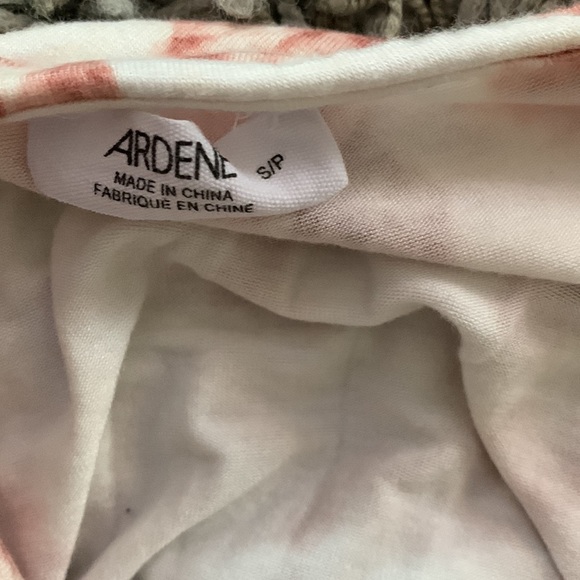 ARDENE
S/P
MADE IN CHINA
FABRIQUÉ EN CHINE